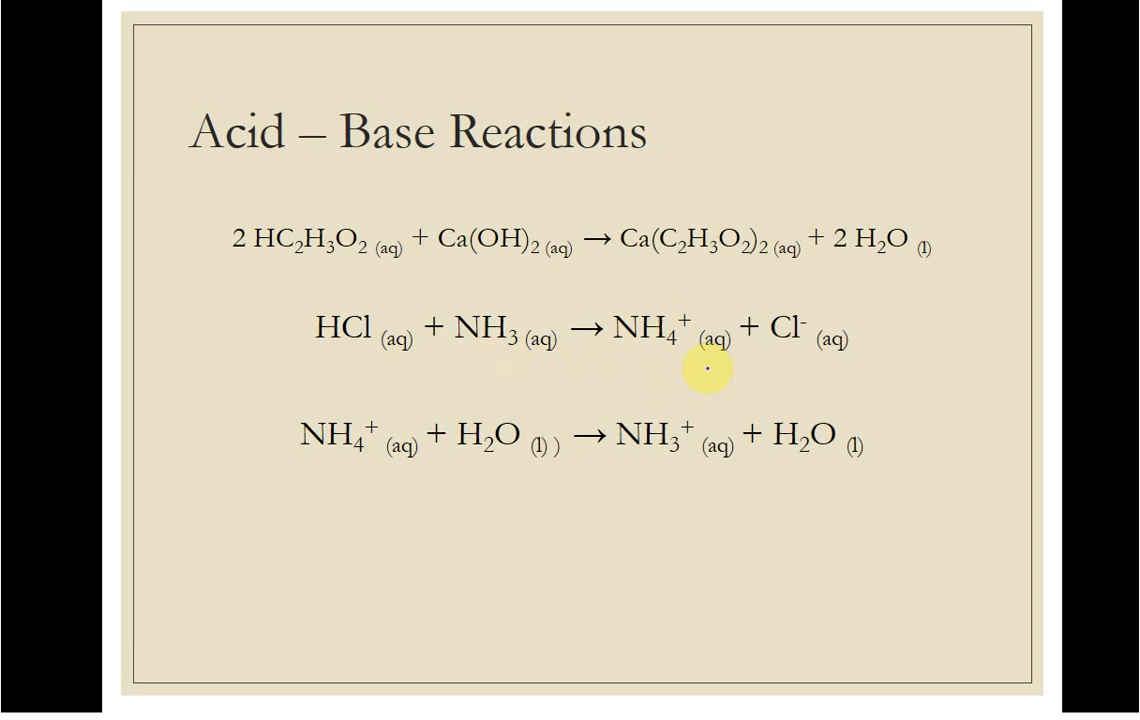 Acid – Base Reactions
2 HC₂H₃O₂ (aq) + Ca(OH)₂ (aq) → Ca(C₂H₃O₂)₂ (aq) + 2 H₂O (l)
HCl (aq) + NH₃ (aq) → NH₄⁺ (aq) + Cl⁻ (aq)
NH₄⁺ (aq) + H₂O (l) ) → NH₃⁺ (aq) + H₂O (l)